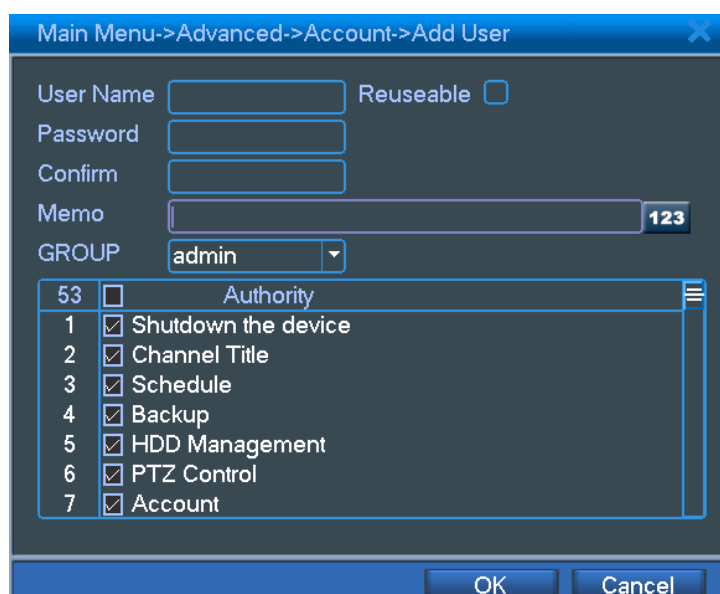 Main Menu->Advanced->Account->Add User
User Name Reuseable
Password
Confirm
Memo 123
GROUP admin
53 Authority
1 Shutdown the device
2 Channel Title
3 Schedule
4 Backup
5 HDD Management
6 PTZ Control
7 Account
OK Cancel